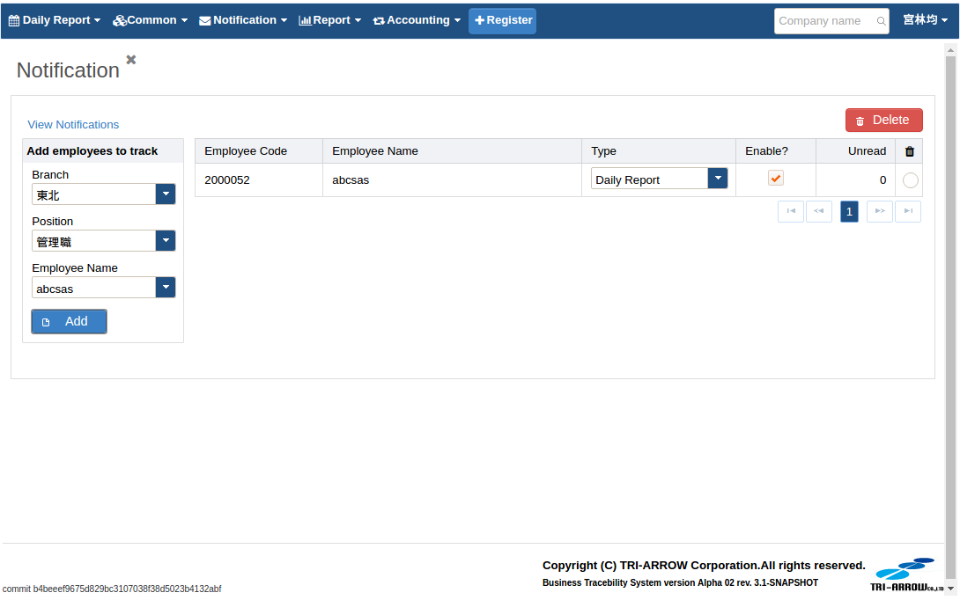 Daily Report Common Notification Report Accounting Register Company name 宮林均
Notification
View Notifications
Delete
Add employees to track
Employee Code Employee Name Type Enable? Unread
Branch
東北
2000052 abcsas Daily Report 0
1
Position
管理職
Employee Name
abcsas
Add
Copyright (C) TRI-ARROW Corporation.All rights reserved.
Business Tracebility System version Alpha 02 rev. 3.1-SNAPSHOT
TRI-ARROW CO.,LTD
commit b4beeef9675d829bc3107038f38d5023b4132abf